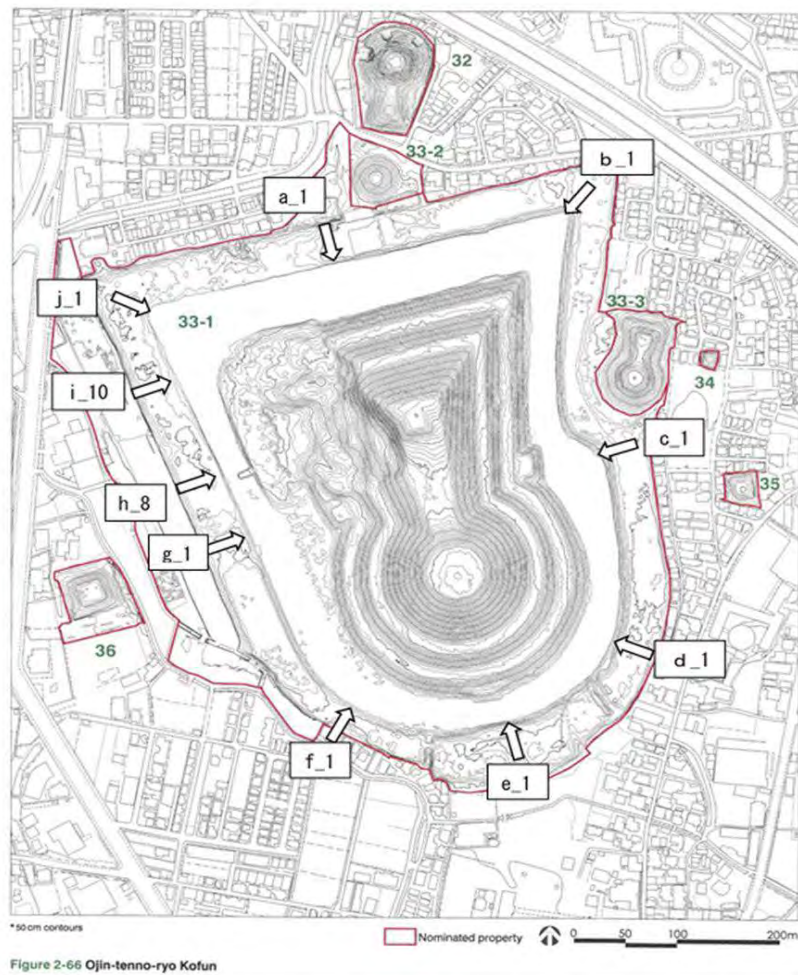 32
33-2
b_1
a_1
33-3
j_1
33-1
34
i_10
c_1
35
h_8
g_1
36
d_1
f_1
e_1
* 50 cm contours
Nominated property
0 50 100 200m
Figure 2-66 Ojin-tenno-ryo Kofun